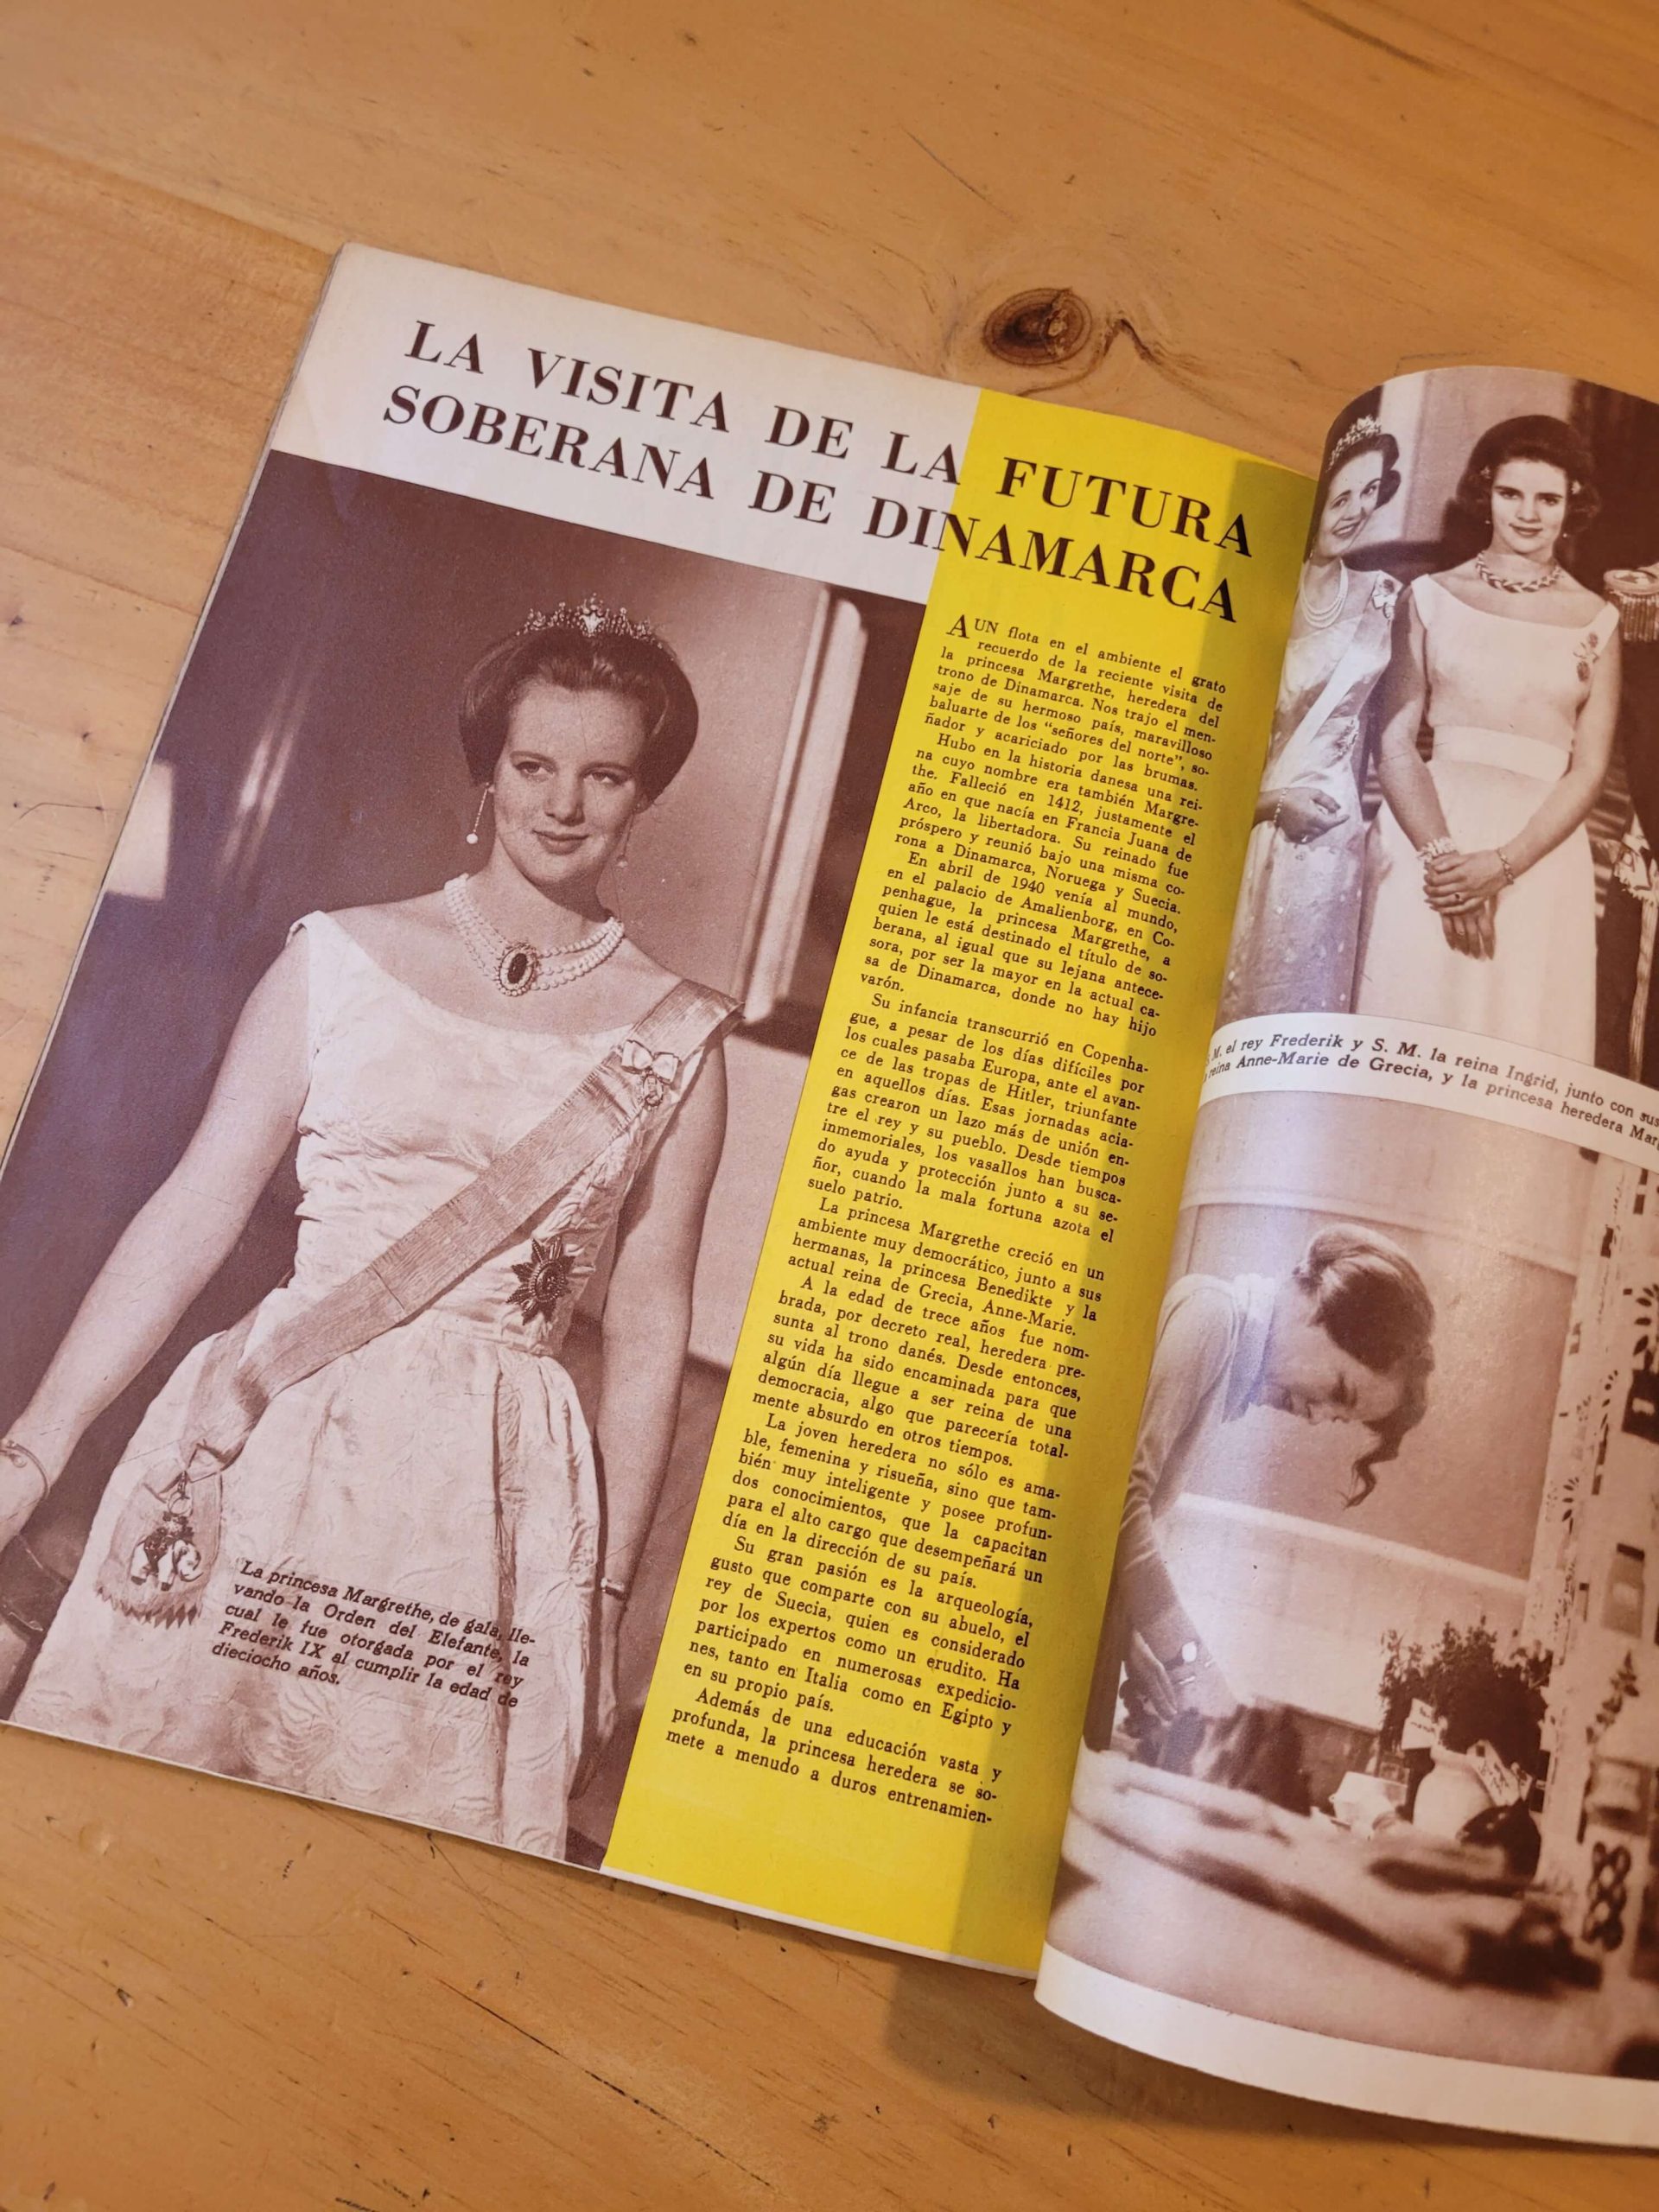 LA VISITA DE LA FUTURA
SOBERANA DE DINAMARCA
AUN flota en el ambiente el grato
recuerdo de la reciente visita de
la princesa Margrethe, heredera del
trono de Dinamarca. Nos trajo el men-
saje de su hermoso país, maravilloso
baluarte de los "señores del norte", so-
ñador y acariciado por las brumas.
Hubo en la historia danesa una rei-
na cuyo nombre era también Margre-
the. Falleció en 1412, justamente el
año en que nacía en Francia Juana de
Arco, la libertadora. Su reinado fue
próspero y reunió bajo una misma co-
rona a Dinamarca, Noruega y Suecia.
En abril de 1940 venía al mundo,
en el palacio de Amalienborg, en Co-
penhague, la princesa Margrethe, a
quien le está destinado el título de so-
berana, al igual que su lejana antece-
sora, por ser la mayor en la actual ca-
sa de Dinamarca, donde no hay hijo
varón.
Su infancia transcurrió en Copenha-
gue, a pesar de los días difíciles por
los cuales pasaba Europa, ante el avan-
ce de las tropas de Hitler, triunfante
en aquellos días. Esas jornadas acia-
gas crearon un lazo más de unión en-
tre el rey y su pueblo. Desde tiempos
inmemoriales, los vasallos han busca-
do ayuda y protección junto a su se-
ñor, cuando la mala fortuna azota el
suelo patrio.
La princesa Margrethe creció en un
ambiente muy democrático, junto a sus
hermanas, la princesa Benedikte y la
actual reina de Grecia, Anne-Marie.
A la edad de trece años fue nom-
brada, por decreto real, heredera pre-
sunta al trono danés. Desde entonces,
su vida ha sido encaminada para que
algún día llegue a ser reina de una
democracia, algo que parecería total-
mente absurdo en otros tiempos.
La joven heredera no sólo es ama-
ble, femenina y risueña, sino que tam-
bién muy inteligente y posee profun-
dos conocimientos, que la capacitan
para el alto cargo que desempeñará un
día en la dirección de su país.
Su gran pasión es la arqueología,
gusto que comparte con su abuelo, el
rey de Suecia, quien es considerado
por los expertos como un erudito. Ha
participado en numerosas expedicio-
nes, tanto en Italia como en Egipto y
en su propio país.
Además de una educación vasta y
profunda, la princesa heredera se so-
mete a menudo a duros entrenamien-
La princesa Margrethe, de gala, lle-
vando la Orden del Elefante, la
cual le fue otorgada por el rey
Frederik IX al cumplir la edad de
dieciocho años.
M. el rey Frederik y S. M. la reina Ingrid, junto con sus
reina Anne-Marie de Grecia, y la princesa heredera Mar